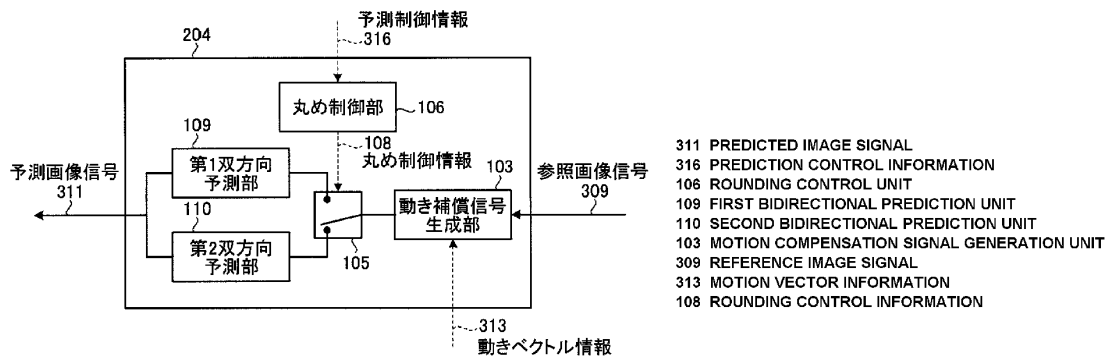 予測制御情報
316
204
丸め制御部
106
109
108
丸め制御情報
予測画像信号
311
第1双方向
予測部
103
参照画像信号
309
動き補償信号
生成部
110
第2双方向
予測部
105
313
動きベクトル情報
311 PREDICTED IMAGE SIGNAL
316 PREDICTION CONTROL INFORMATION
106 ROUNDING CONTROL UNIT
109 FIRST BIDIRECTIONAL PREDICTION UNIT
110 SECOND BIDIRECTIONAL PREDICTION UNIT
103 MOTION COMPENSATION SIGNAL GENERATION UNIT
309 REFERENCE IMAGE SIGNAL
313 MOTION VECTOR INFORMATION
108 ROUNDING CONTROL INFORMATION